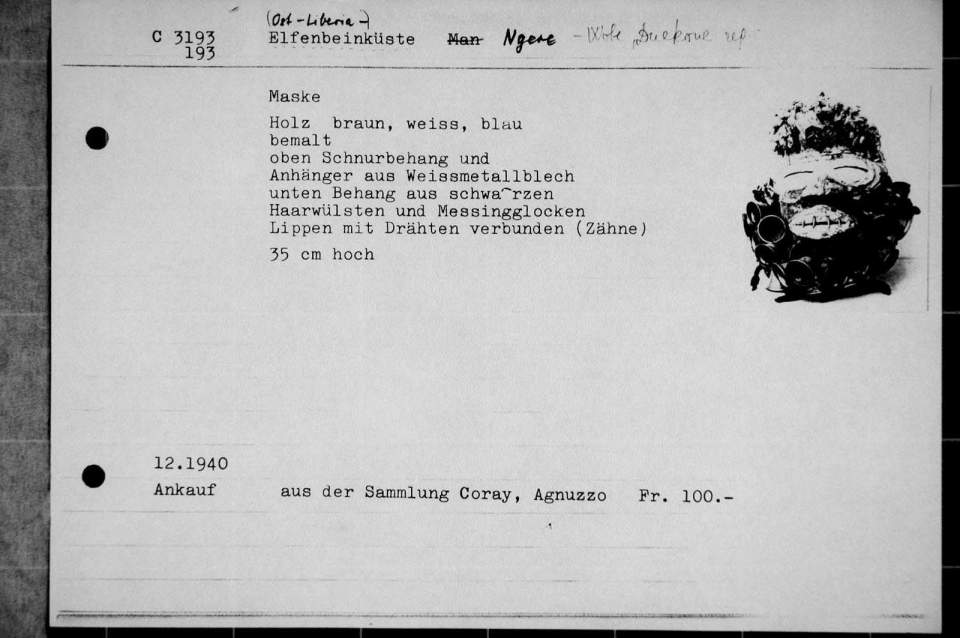 (Ost-Liberia-)
C 3193 Elfenbeinküste Man Ngere
193
Maske
Holz braun, weiss, blau
bemalt
oben Schnurbehang und
Anhänger aus Weissmetallblech
unten Behang aus schwa^rzen
Haarwülsten und Messingglocken
Lippen mit Drähten verbunden (Zähne)
35 cm hoch
12.1940
Ankauf aus der Sammlung Coray, Agnuzzo Fr. 100.-